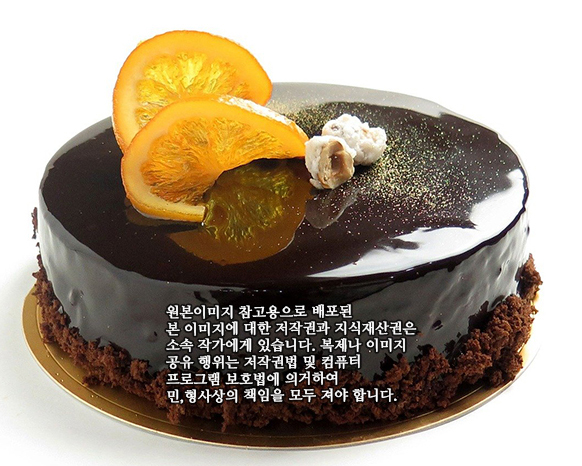 원본이미지 참고용으로 배포된
본 이미지에 대한 저작권과 지식재산권은
소속 작가에게 있습니다. 복제나 이미지
공유 행위는 저작권법 및 컴퓨터
프로그램 보호법에 의거하여
민,형사상의 책임을 모두 져야 합니다.